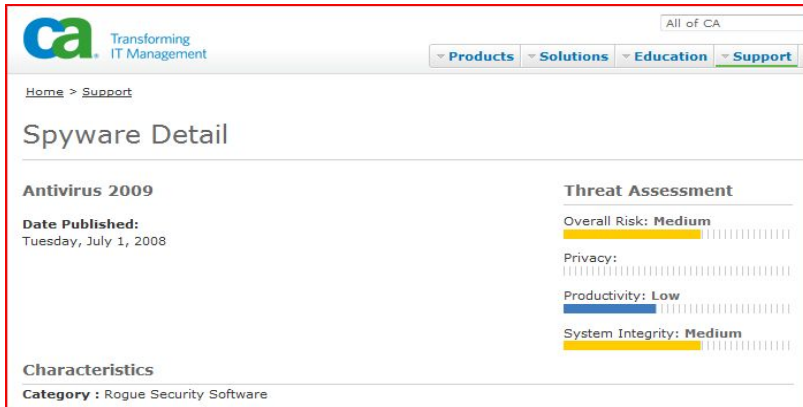 ca
Transforming
IT Management
All of CA
Products Solutions Education Support
Home > Support
Spyware Detail
Antivirus 2009
Date Published:
Tuesday, July 1, 2008
Threat Assessment
Overall Risk: Medium
Privacy:
Productivity: Low
System Integrity: Medium
Characteristics
Category : Rogue Security Software